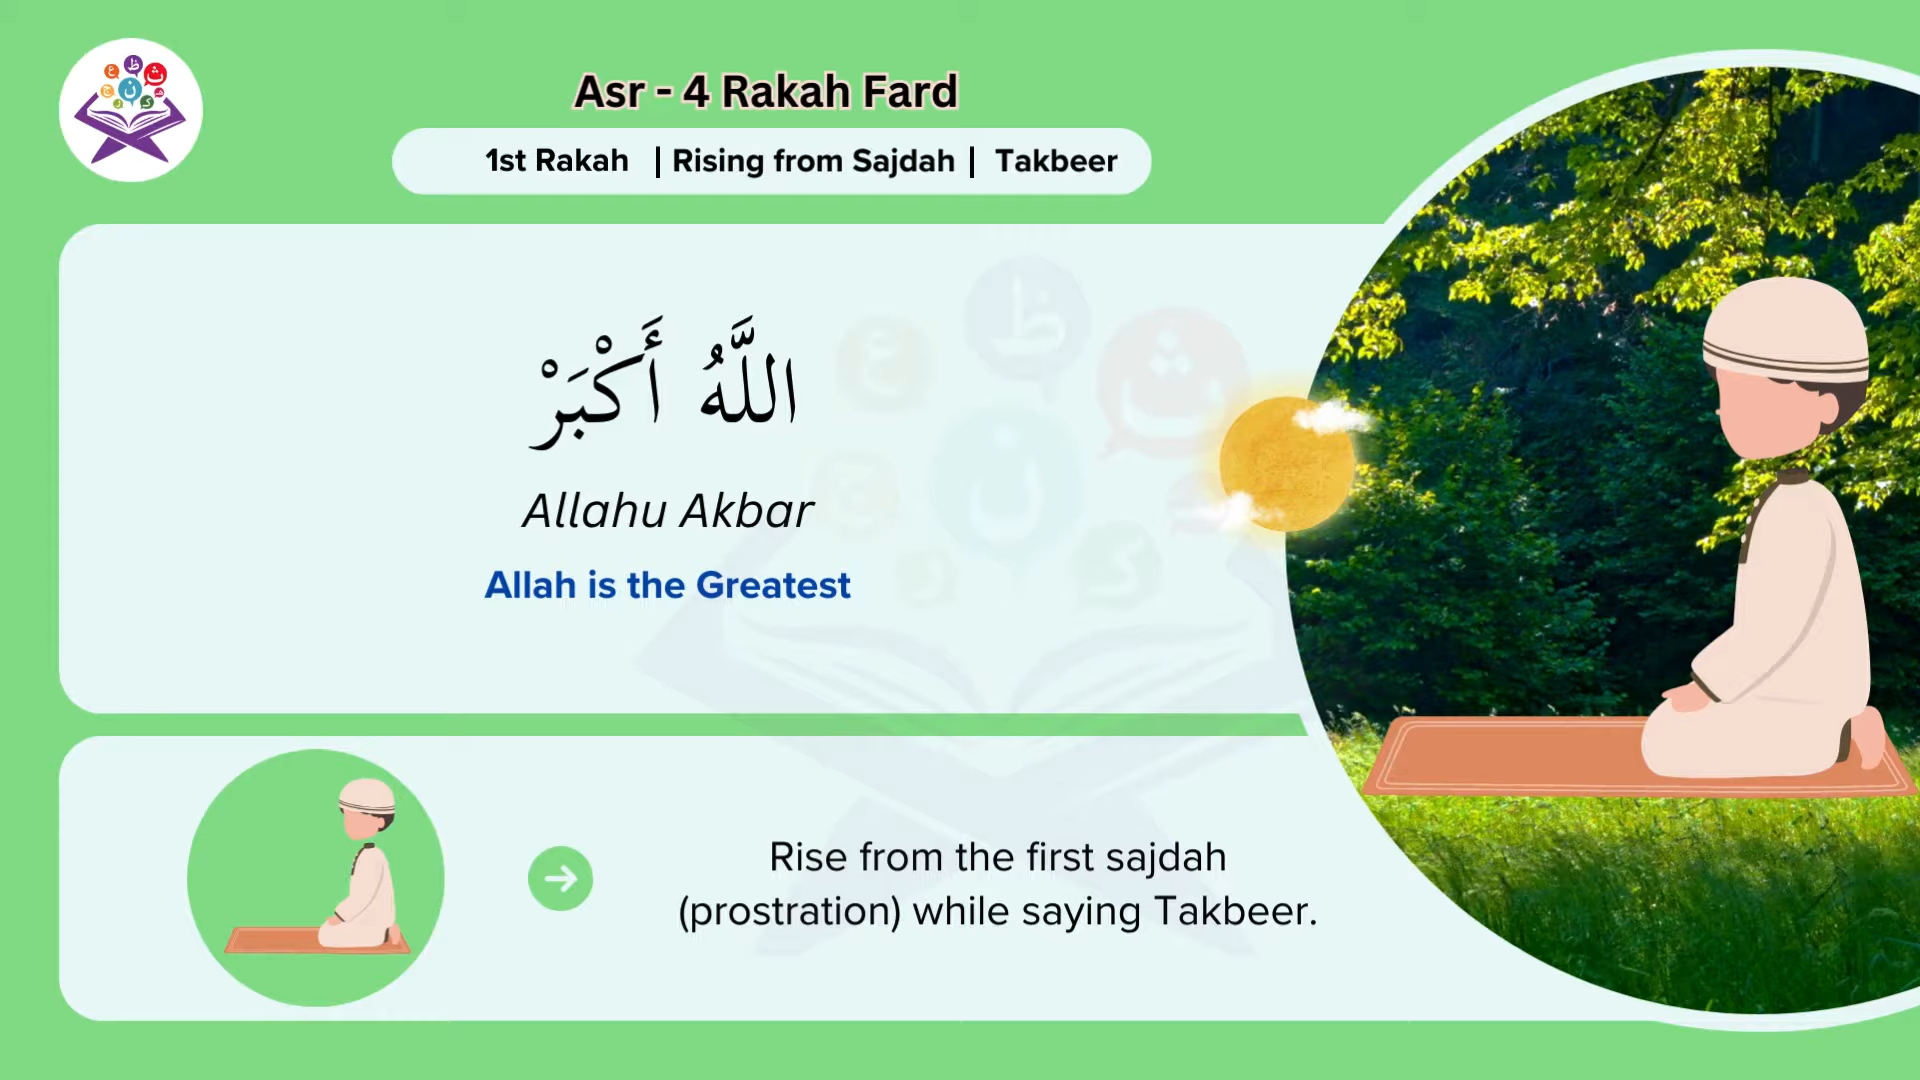 Asr - 4 Rakah Fard
1st Rakah | Rising from Sajdah | Takbeer
اللَّهُ أَكْبَرْ
Allahu Akbar
Allah is the Greatest
Rise from the first sajdah
(prostration) while saying Takbeer.